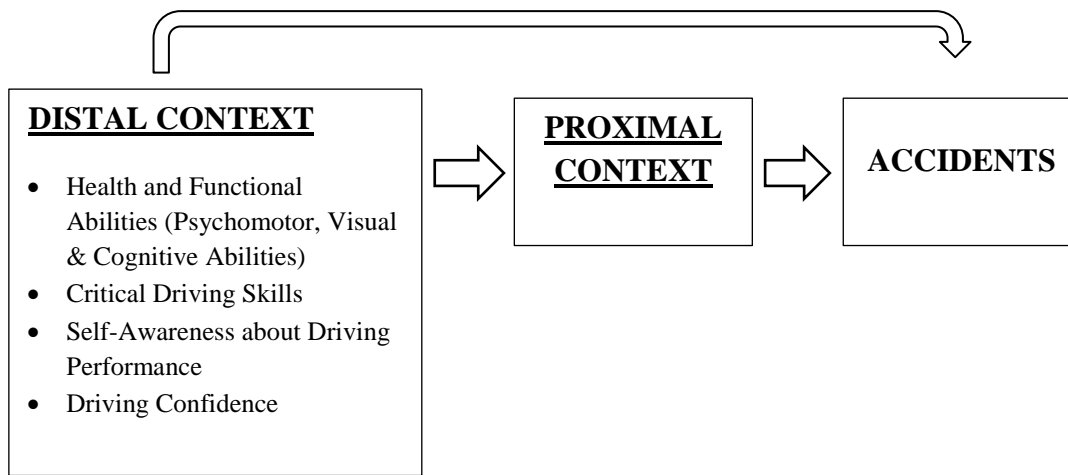 DISTAL CONTEXT
• Health and Functional
Abilities (Psychomotor, Visual
& Cognitive Abilities)
• Critical Driving Skills
• Self-Awareness about Driving
Performance
• Driving Confidence
PROXIMAL
CONTEXT
ACCIDENTS